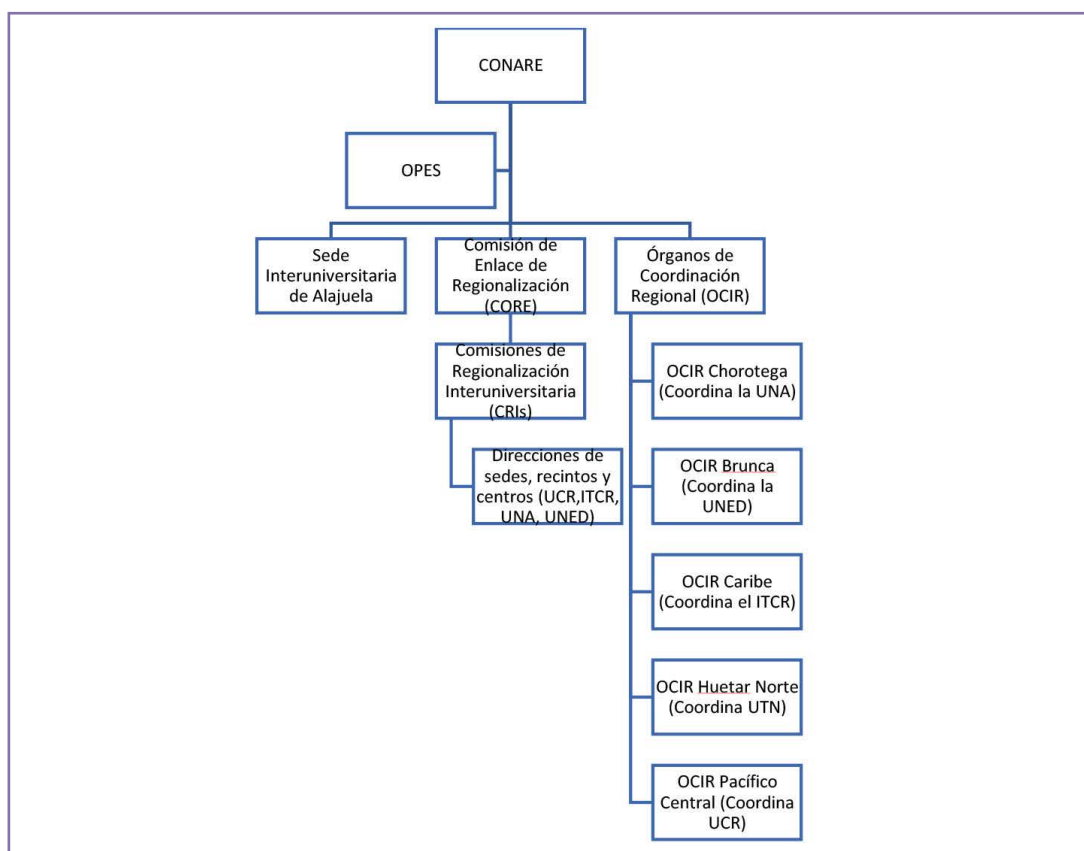 CONARE
OPES
Sede
Interuniversitaria
de Alajuela
Comisión de
Enlace de
Regionalización
(CORE)
Órganos de
Coordinación
Regional (OCIR)
Comisiones de
Regionalización
Interuniversitaria
(CRIs)
Direcciones de
sedes, recintos y
centros (UCR,ITCR,
UNA, UNED)
OCIR Chorotega
(Coordina la UNA)
OCIR Brunca
(Coordina la
UNED)
OCIR Caribe
(Coordina el ITCR)
OCIR Huetar Norte
(Coordina UTN)
OCIR Pacífico
Central (Coordina
UCR)